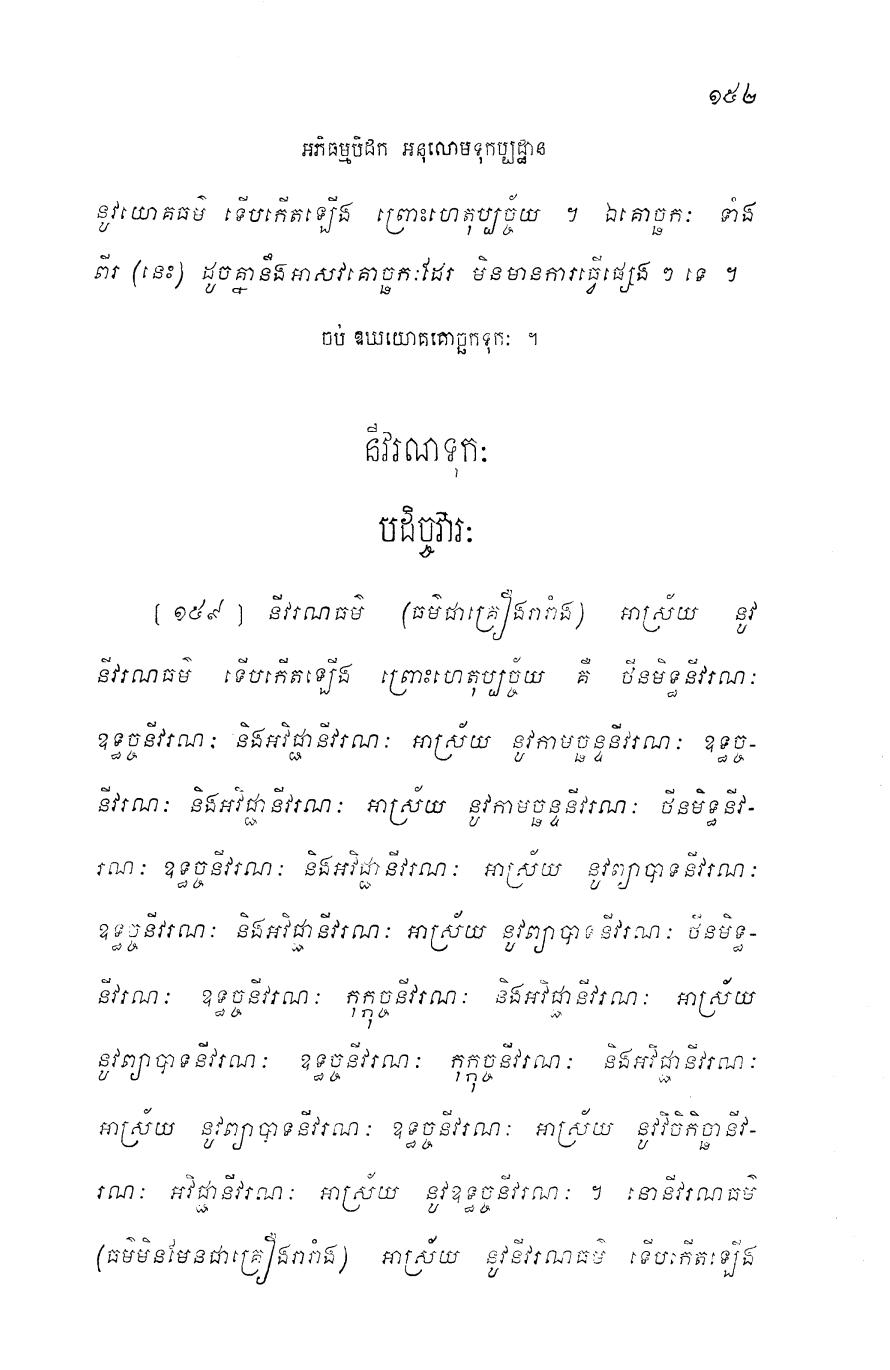 ១៥២
អភិធម្មបិដក អនុលោមទុកប្បដ្ឋាន
នូវយោគធម៌ ទើបកើតឡើង ព្រោះហេតុប្បច្ច័យ ។ ឯគោច្ឆកៈ ទាំង
ពីរ (នេះ) ដូចគ្នានឹងអាសវគោច្ឆកៈដែរ មិនមានការធ្វើផ្សេង ៗ ទេ ។
ចប់ ឱឃយោគគោច្ឆកទុកៈ ។
នីវរណទុកៈ
បដិច្ចវារៈ
[ ១៥៩ ] នីវរណធម៌ (ធម៌ជាគ្រឿងរារាំង) អាស្រ័យ នូវ
នីវរណធម៌ ទើបកើតឡើង ព្រោះហេតុប្បច្ច័យ គឺ ថីនមិទ្ធនីវរណៈ
ឧទ្ធច្ចនីវរណៈ និងអវិជ្ជានីវរណៈ អាស្រ័យ នូវកាមច្ឆន្ទនីវរណៈ ឧទ្ធច្ច-
នីវរណៈ និងអវិជ្ជានីវរណៈ អាស្រ័យ នូវកាមច្ឆន្ទនីវរណៈ ថីនមិទ្ធនីវ-
រណៈ ឧទ្ធច្ចនីវរណៈ និងអវិជ្ជានីវរណៈ អាស្រ័យ នូវព្យាបាទនីវរណៈ
ឧទ្ធច្ចនីវរណៈ និងអវិជ្ជានីវរណៈ អាស្រ័យ នូវព្យាបាទនីវរណៈ ថីនមិទ្ធ-
នីវរណៈ ឧទ្ធច្ចនីវរណៈ កុក្កុច្ចនីវរណៈ និងអវិជ្ជានីវរណៈ អាស្រ័យ
នូវព្យាបាទនីវរណៈ ឧទ្ធច្ចនីវរណៈ កុក្កុច្ចនីវរណៈ និងអវិជ្ជានីវរណៈ
អាស្រ័យ នូវព្យាបាទនីវរណៈ ឧទ្ធច្ចនីវរណៈ អាស្រ័យ នូវវិចិកិច្ឆានីវ-
រណៈ អវិជ្ជានីវរណៈ អាស្រ័យ នូវឧទ្ធច្ចនីវរណៈ ។ នោនីវរណធម៌
(ធម៌មិនមែនជាគ្រឿងរារាំង) អាស្រ័យ នូវនីវរណធម៌ ទើបកើតឡើង